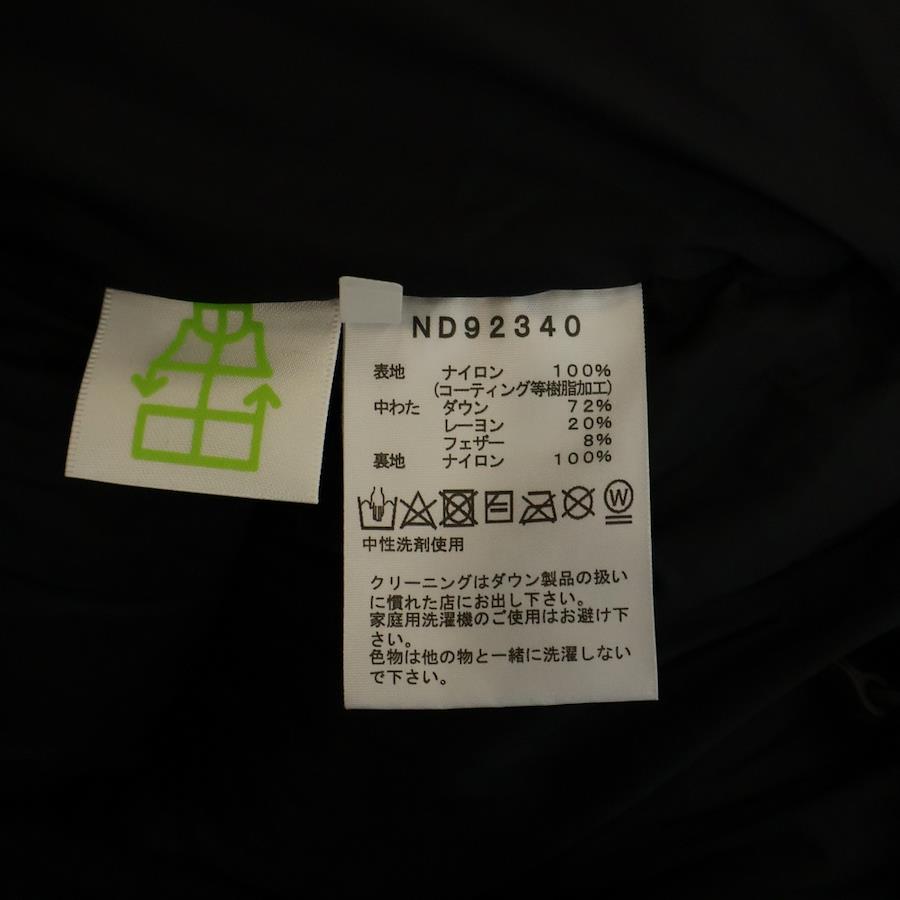 ND92340
表地 ナイロン 100%
(コーティング等樹脂加工)
中わた ダウン 72%
レーヨン 20%
フェザー 8%
裏地 ナイロン 100%
W
中性洗剤使用
クリーニングはダウン製品の扱い
に慣れた店にお出し下さい。
家庭用洗濯機のご使用はお避け下
さい。
色物は他の物と一緒に洗濯しない
で下さい。